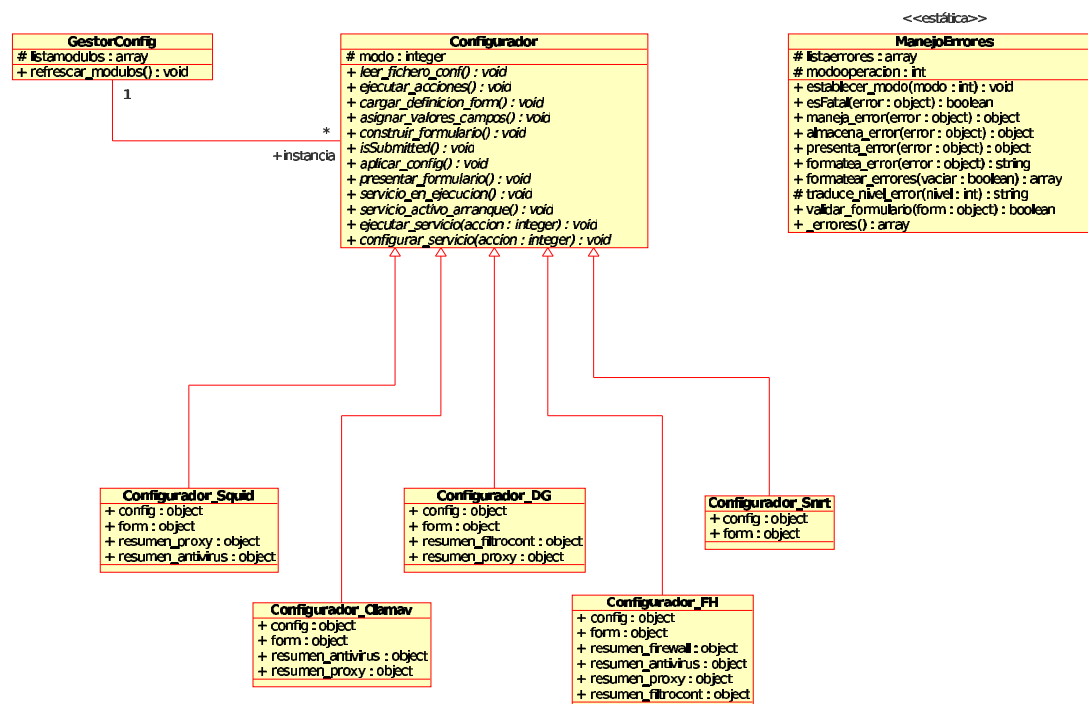 GestorConfig
# listamodulos : array
+ refrescar_modulos() : void
1
*
+instancia
Configurador
# modo : integer
+ leer_fichero_conf() : void
+ ejecutar_acciones() : void
+ cargar_definicion_form() : void
+ asignar_valores_campos() : void
+ construir_formulario() : void
+ isSubmitted() : void
+ aplicar_config() : void
+ presentar_formulario() : void
+ servicio_en_ejecucion() : void
+ servicio_activo_arranque() : void
+ ejecutar_servicio(accion : integer) : void
+ configurar_servicio(accion : integer) : void
<<estática>>
ManejoErrores
# listaerrores : array
# modooperacion : int
+ establecer_modo(modo : int) : void
+ esFatal(error : object) : boolean
+ maneja_error(error : object) : object
+ almacena_error(error : object) : object
+ presenta_error(error : object) : object
+ formatea_error(error : object) : string
+ formatear_errores(vaciar : boolean) : array
# traduce_nivel_error(nivel : int) : string
+ validar_formulario(form : object) : boolean
+ _errores() : array
Configurador_Squid
+ config : object
+ form : object
+ resumen_proxy : object
+ resumen_antivirus : object
Configurador_DG
+ config : object
+ form : object
+ resumen_filtrocont : object
+ resumen_proxy : object
Configurador_Snrt
+ config : object
+ form : object
Configurador_Clamav
+ config : object
+ form : object
+ resumen_antivirus : object
+ resumen_proxy : object
Configurador_FH
+ config : object
+ form : object
+ resumen_firewall : object
+ resumen_antivirus : object
+ resumen_proxy : object
+ resumen_filtrocont : object